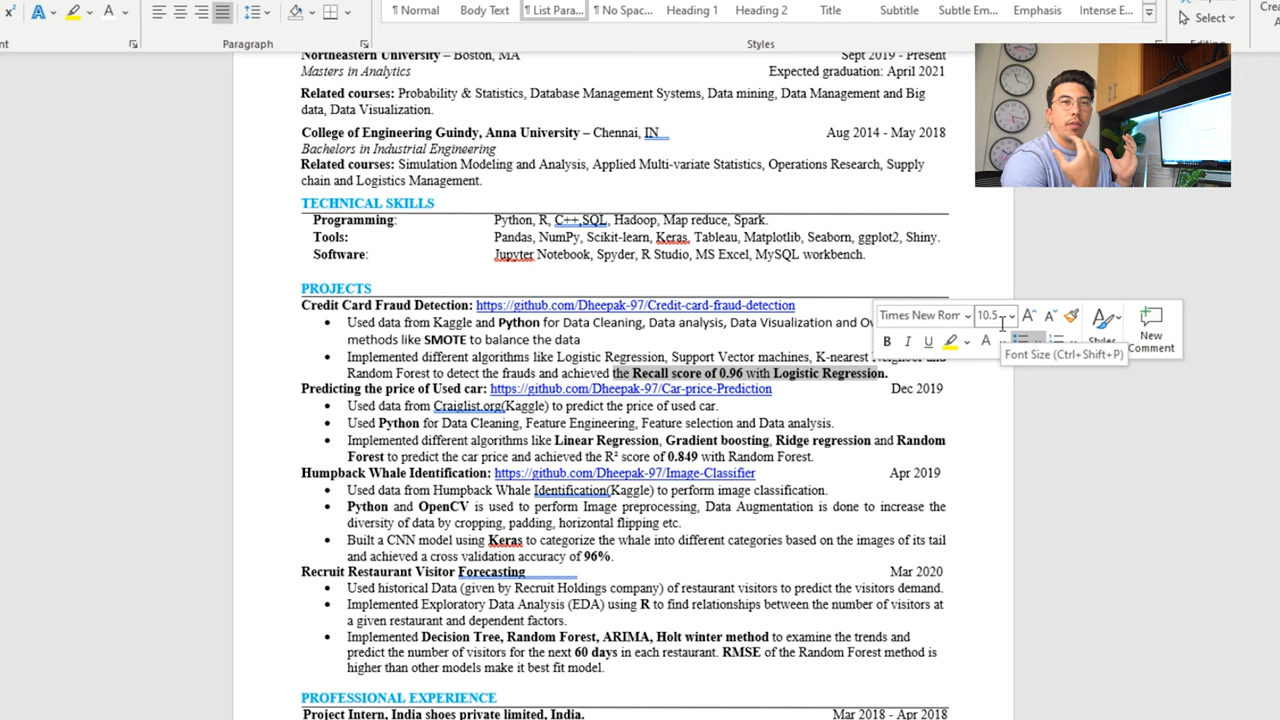 Normal Body Text List Para... No Spac... Heading 1 Heading 2 Title Subtitle Subtle Em... Emphasis Intense E...
Select
Paragraph Styles
Northeastern University – Boston, MA Sept 2019 - Present
Masters in Analytics Expected graduation: April 2021
Related courses: Probability & Statistics, Database Management Systems, Data mining, Data Management and Big
data, Data Visualization.
College of Engineering Guindy, Anna University – Chennai, IN Aug 2014 - May 2018
Bachelors in Industrial Engineering
Related courses: Simulation Modeling and Analysis, Applied Multi-variate Statistics, Operations Research, Supply
chain and Logistics Management.
TECHNICAL SKILLS
Programming: Python, R, C++,SQL, Hadoop, Map reduce, Spark.
Tools: Pandas, NumPy, Scikit-learn, Keras, Tableau, Matplotlib, Seaborn, ggplot2, Shiny.
Software: Jupyter Notebook, Spyder, R Studio, MS Excel, MySQL workbench.
PROJECTS
Credit Card Fraud Detection: https://github.com/Dheepak-97/Credit-card-fraud-detection
• Used data from Kaggle and Python for Data Cleaning, Data analysis, Data Visualization and
methods like SMOTE to balance the data
• Implemented different algorithms like Logistic Regression, Support Vector machines, K-nearest
Random Forest to detect the frauds and achieved the Recall score of 0.96 with Logistic Regression.
Times New Rom 10.5
B I U A Styles New
Comment
Font Size (Ctrl+Shift+P)
Predicting the price of Used car: https://github.com/Dheepak-97/Car-price-Prediction Dec 2019
• Used data from Craiglist.org(Kaggle) to predict the price of used car.
• Used Python for Data Cleaning, Feature Engineering, Feature selection and Data analysis.
• Implemented different algorithms like Linear Regression, Gradient boosting, Ridge regression and Random
Forest to predict the car price and achieved the R² score of 0.849 with Random Forest.
Humpback Whale Identification: https://github.com/Dheepak-97/Image-Classifier Apr 2019
• Used data from Humpback Whale Identification(Kaggle) to perform image classification.
• Python and OpenCV is used to perform Image preprocessing, Data Augmentation is done to increase the
diversity of data by cropping, padding, horizontal flipping etc.
• Built a CNN model using Keras to categorize the whale into different categories based on the images of its tail
and achieved a cross validation accuracy of 96%.
Recruit Restaurant Visitor Forecasting Mar 2020
• Used historical Data (given by Recruit Holdings company) of restaurant visitors to predict the visitors demand.
• Implemented Exploratory Data Analysis (EDA) using R to find relationships between the number of visitors at
a given restaurant and dependent factors.
• Implemented Decision Tree, Random Forest, ARIMA, Holt winter method to examine the trends and
predict the number of visitors for the next 60 days in each restaurant. RMSE of the Random Forest method is
higher than other models make it best fit model.
PROFESSIONAL EXPERIENCE
Project Intern, India shoes private limited, India. Mar 2018 - Apr 2018